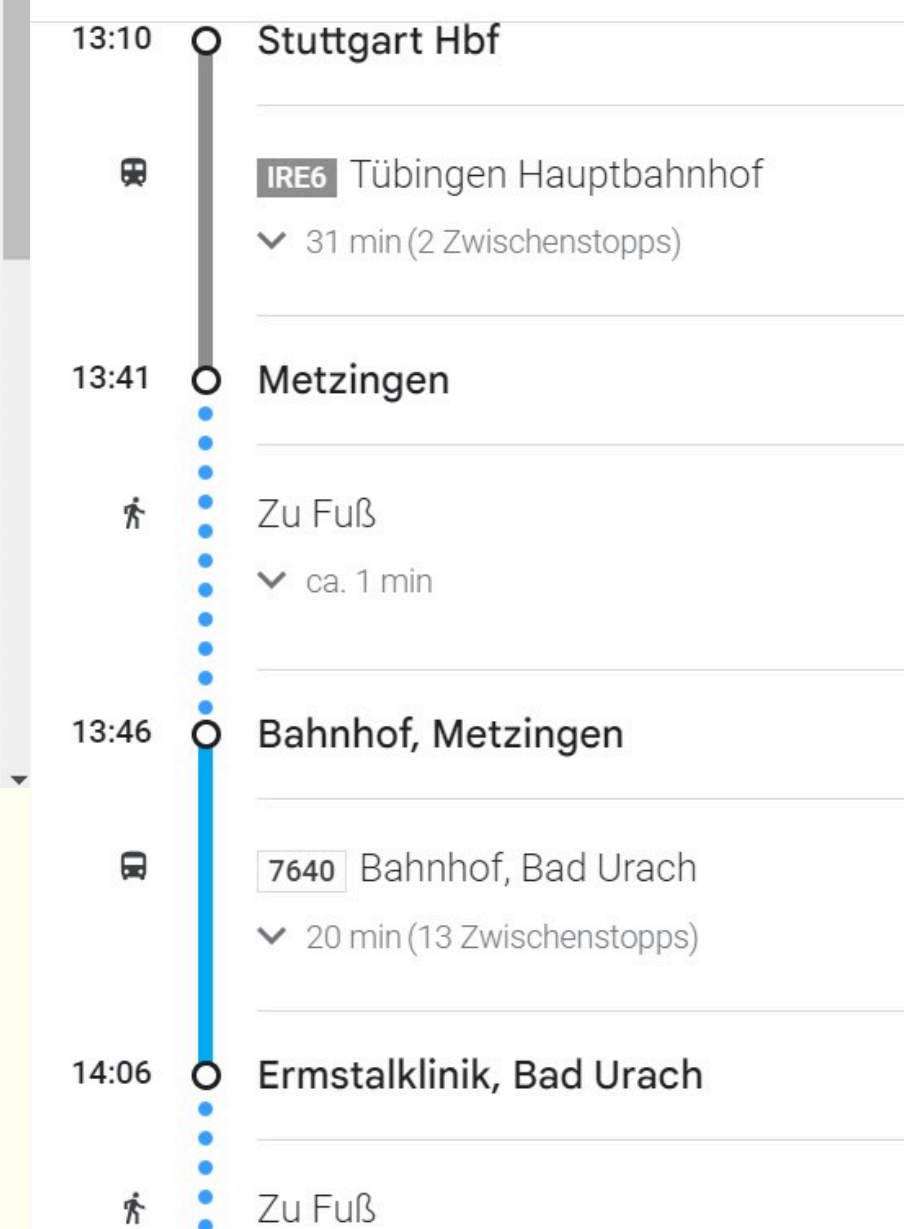 13:10 Stuttgart Hbf
IRE6 Tübingen Hauptbahnhof
31 min (2 Zwischenstopps)
13:41 Metzingen
Zu Fuß
ca. 1 min
13:46 Bahnhof, Metzingen
7640 Bahnhof, Bad Urach
20 min (13 Zwischenstopps)
14:06 Ermstalklinik, Bad Urach
Zu Fuß